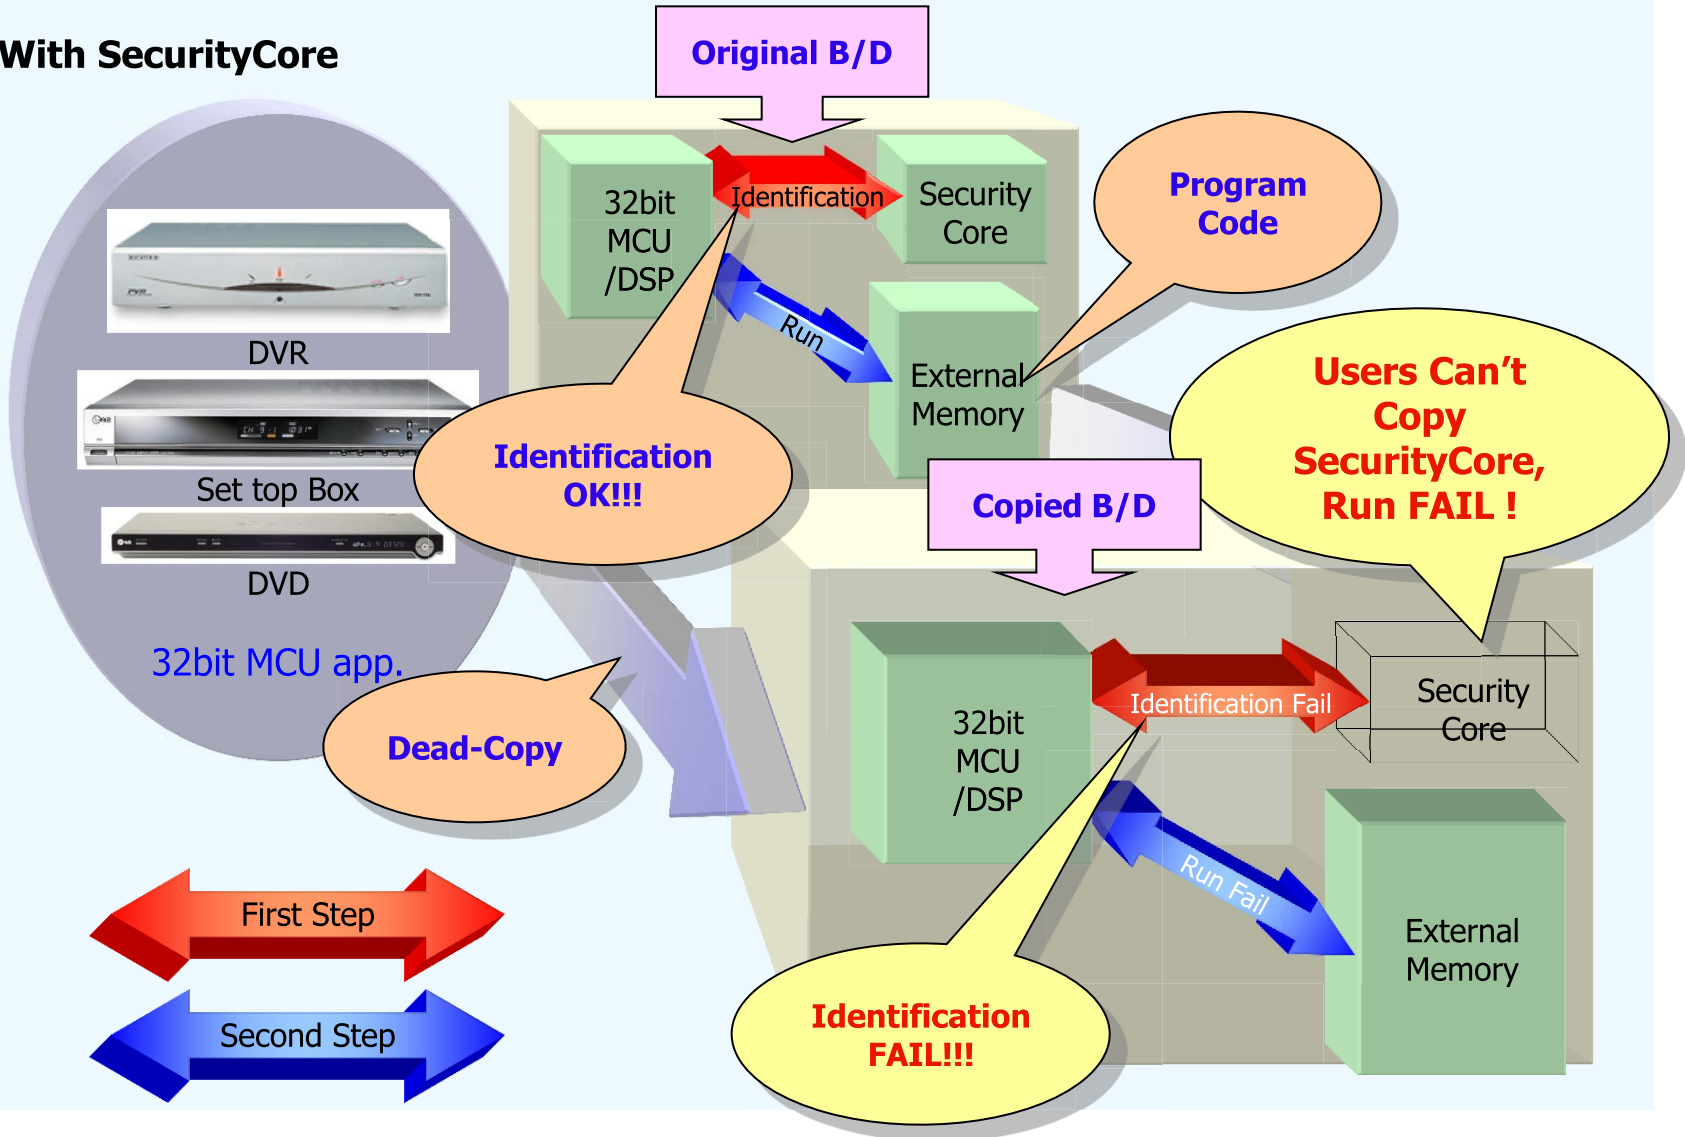 With SecurityCore
Original B/D
32bit
MCU
/DSP
Identification
Security
Core
Program
Code
Run
External
Memory
DVR
Set top Box
DVD
32bit MCU app.
Identification
OK!!!
Users Can’t
Copy
SecurityCore,
Run FAIL !
Copied B/D
Dead-Copy
32bit
MCU
/DSP
Identification Fail
Security
Core
Run Fail
External
Memory
Identification
FAIL!!!
First Step
Second Step